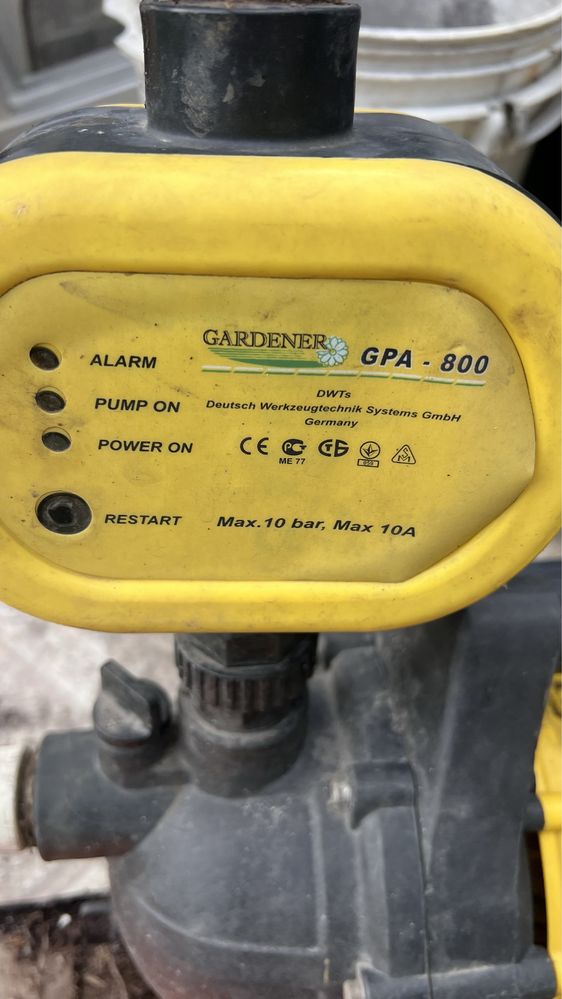 GARDENER GPA - 800
ALARM
DWTs
PUMP ON
Deutsch Werkzeugtechnik Systems GmbH
Germany
POWER ON
CE
ME 77
RESTART
Max.10 bar, Max 10A